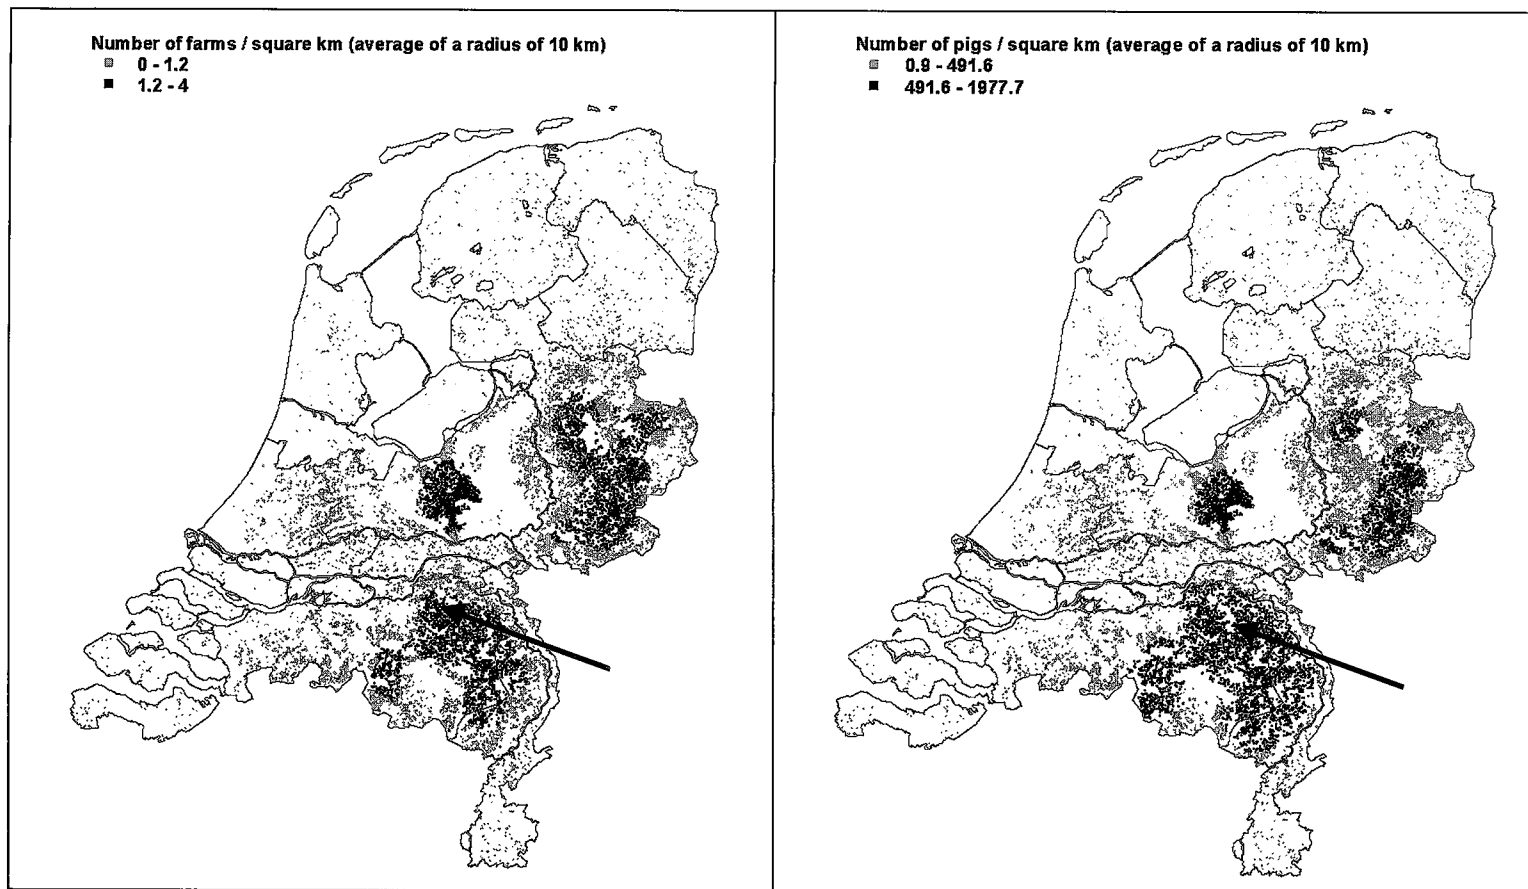 Number of farms / square km (average of a radius of 10 km)
0 - 1.2
1.2 - 4
Number of pigs / square km (average of a radius of 10 km)
0.9 - 491.6
491.6 - 1977.7